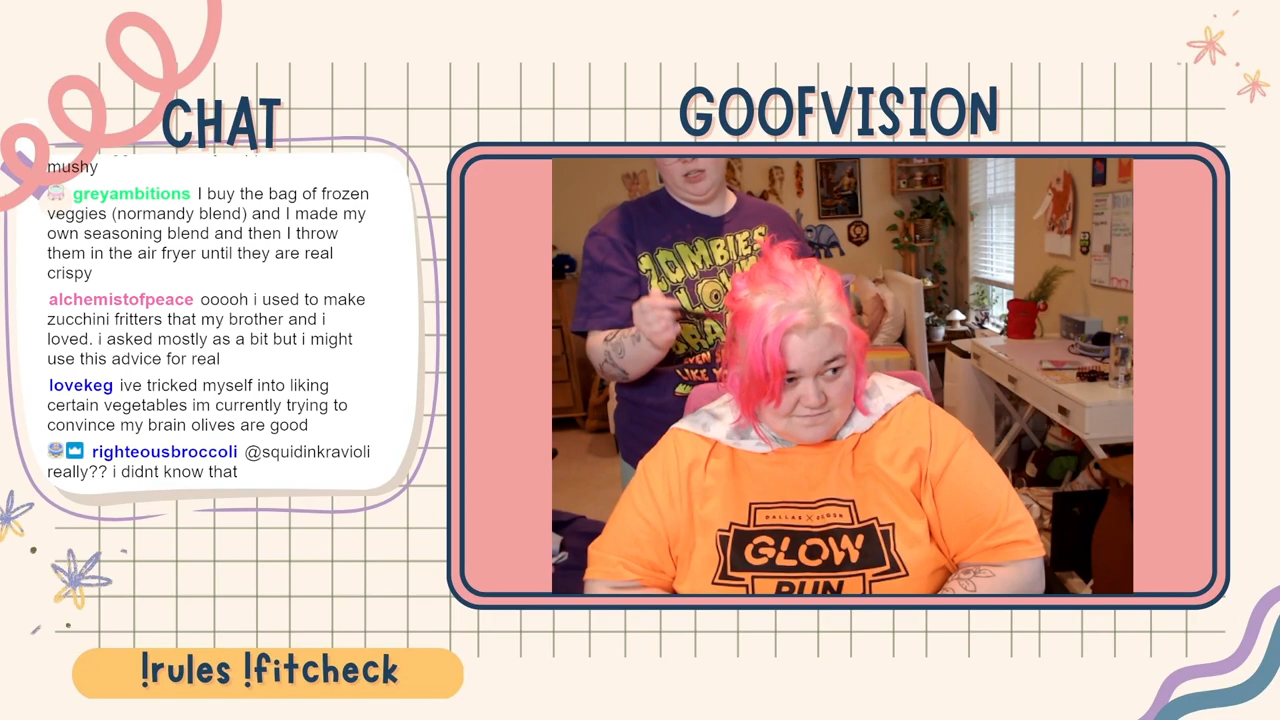 CHAT
GOOFVISION
mushy
greyambitions I buy the bag of frozen
veggies (normandy blend) and I made my
own seasoning blend and then I throw
them in the air fryer until they are real
crispy
alchemistofpeace ooooh i used to make
zucchini fritters that my brother and i
loved. i asked mostly as a bit but i might
use this advice for real
lovekeg ive tricked myself into liking
certain vegetables im currently trying to
convince my brain olives are good
righteousbroccoli @squidinkravioli
really?? i didnt know that
ZOMBIES
EVEN
LIKE
GLOW
RUN
!rules !fitcheck